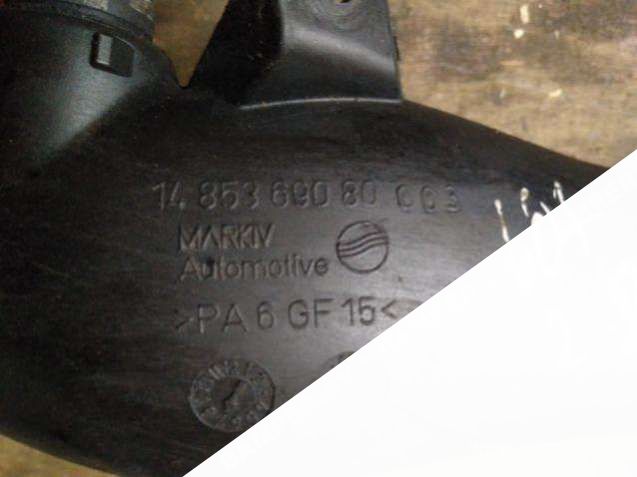 14 853 690 80 003
MARKIV
Automotive
>PA 6 GF 15<